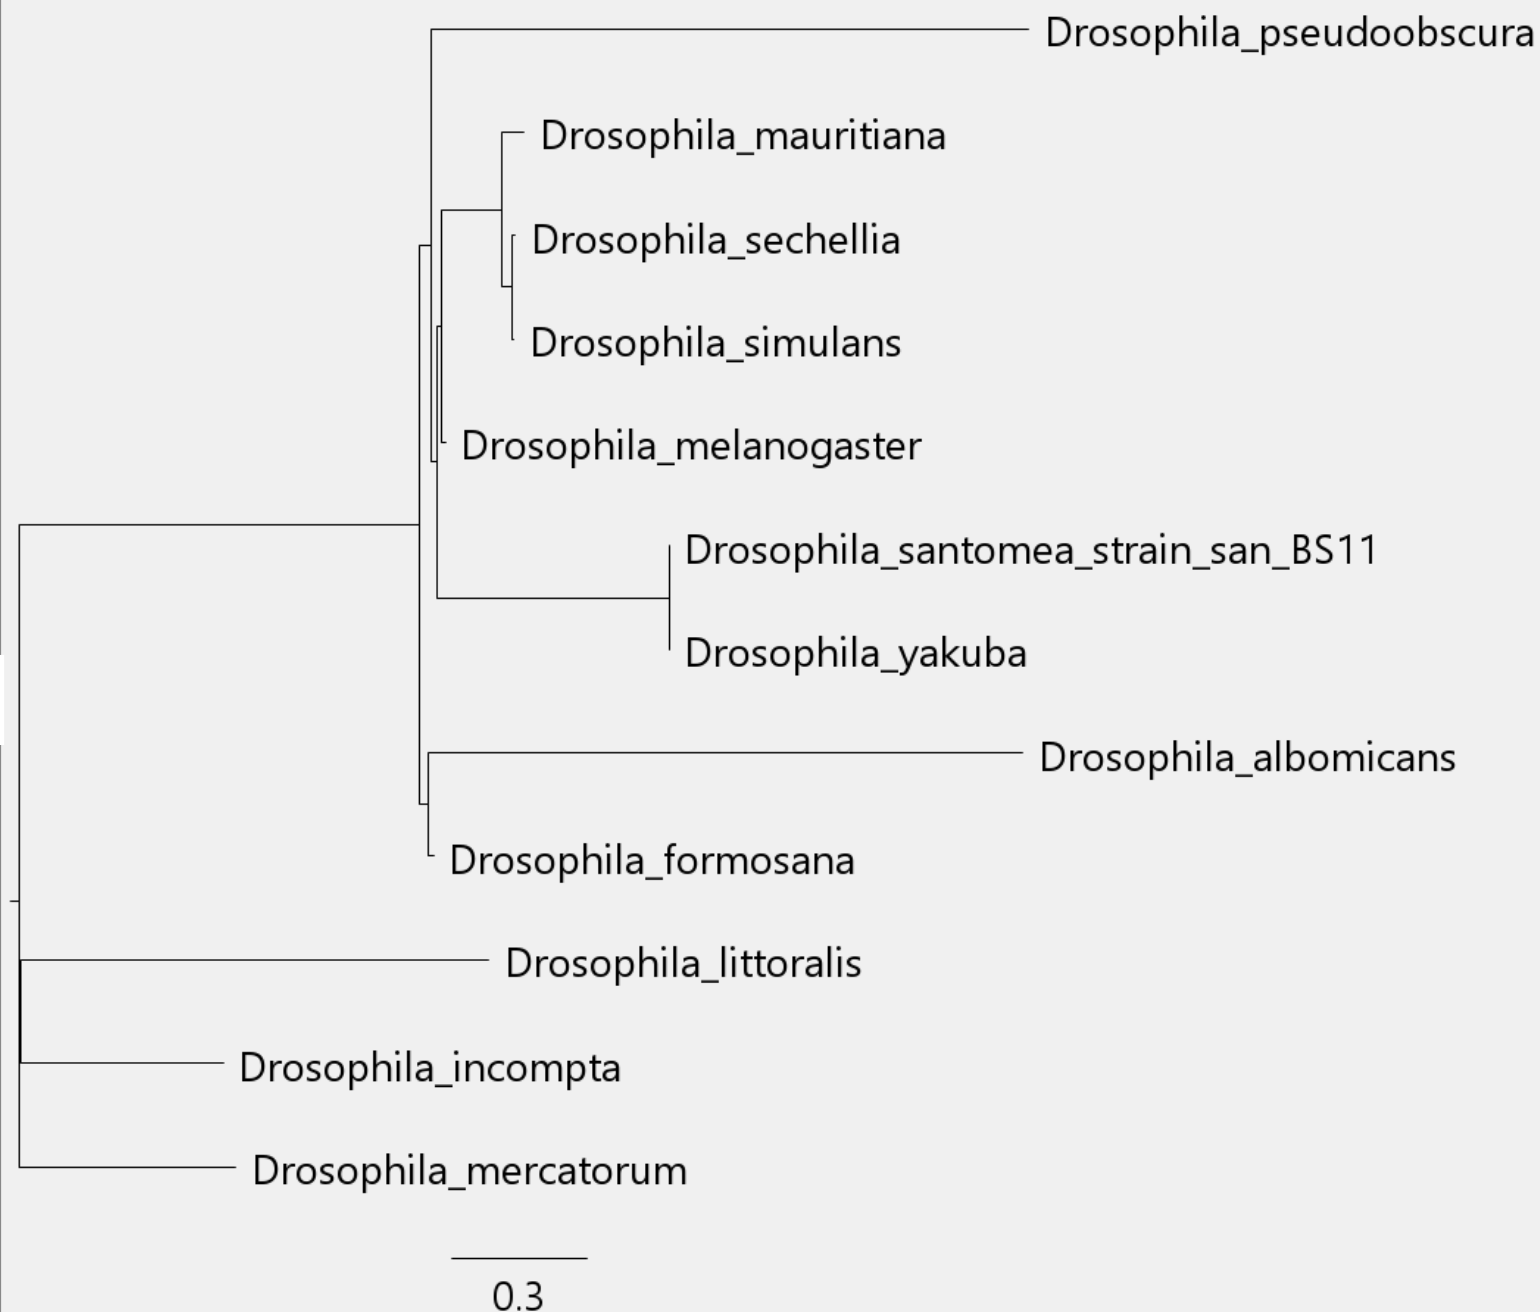 Drosophila_pseudoobscura
Drosophila_mauritiana
Drosophila_sechellia
Drosophila_simulans
Drosophila_melanogaster
Drosophila_santomea_strain_san_BS11
Drosophila_yakuba
Drosophila_albomicans
Drosophila_formosana
Drosophila_littoralis
Drosophila_incompta
Drosophila_mercatorum
0.3